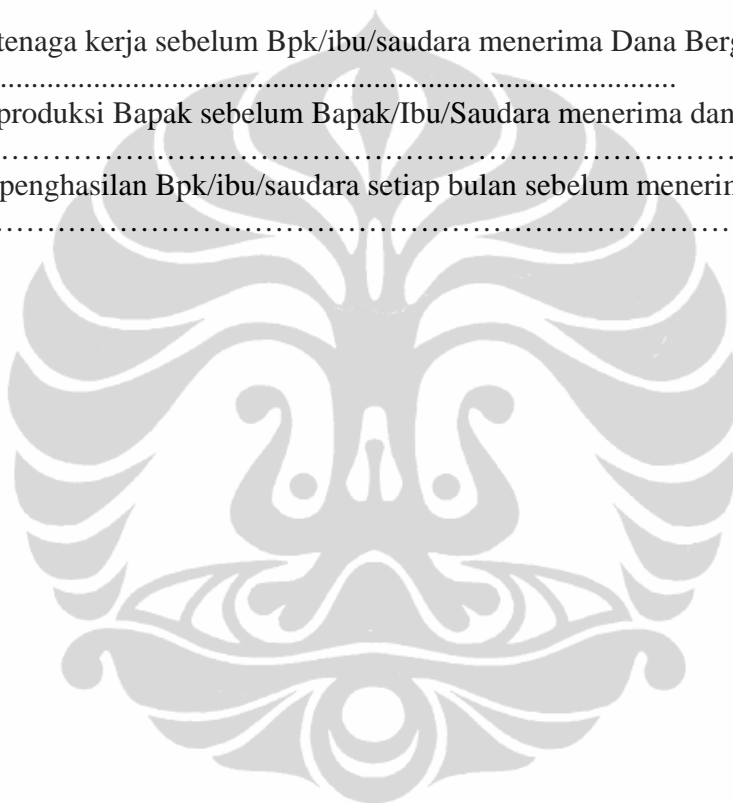 tenaga kerja sebelum Bpk/ibu/saudara menerima Dana Berg
....................................................................................................
produksi Bapak sebelum Bapak/Ibu/Saudara menerima dan
……………………………………………………………………
penghasilan Bpk/ibu/saudara setiap bulan sebelum menerim
……………………………………………………………………